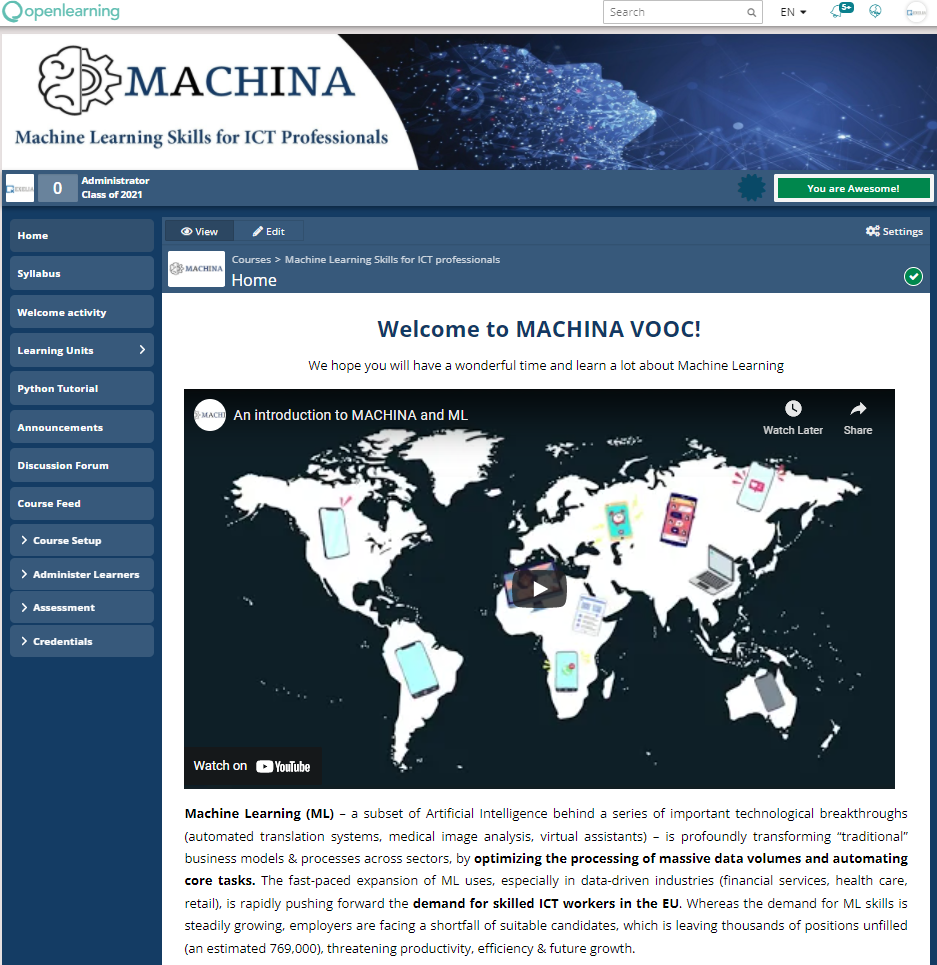 openlearning
Search
EN
5+
MACHINA
Machine Learning Skills for ICT Professionals
0
Administrator
Class of 2021
You are Awesome!
Home
Syllabus
Welcome activity
Learning Units
Python Tutorial
Announcements
Discussion Forum
Course Feed
Course Setup
Administer Learners
Assessment
Credentials
View
Edit
Settings
MACHINA
Courses > Machine Learning Skills for ICT professionals
Home
Welcome to MACHINA VOOC!
We hope you will have a wonderful time and learn a lot about Machine Learning
MACHI
An introduction to MACHINA and ML
Watch Later
Share
Watch on YouTube
Machine Learning (ML) – a subset of Artificial Intelligence behind a series of important technological breakthroughs
(automated translation systems, medical image analysis, virtual assistants) – is profoundly transforming “traditional”
business models & processes across sectors, by optimizing the processing of massive data volumes and automating
core tasks. The fast-paced expansion of ML uses, especially in data-driven industries (financial services, health care,
retail), is rapidly pushing forward the demand for skilled ICT workers in the EU. Whereas the demand for ML skills is
steadily growing, employers are facing a shortfall of suitable candidates, which is leaving thousands of positions unfilled
(an estimated 769,000), threatening productivity, efficiency & future growth.